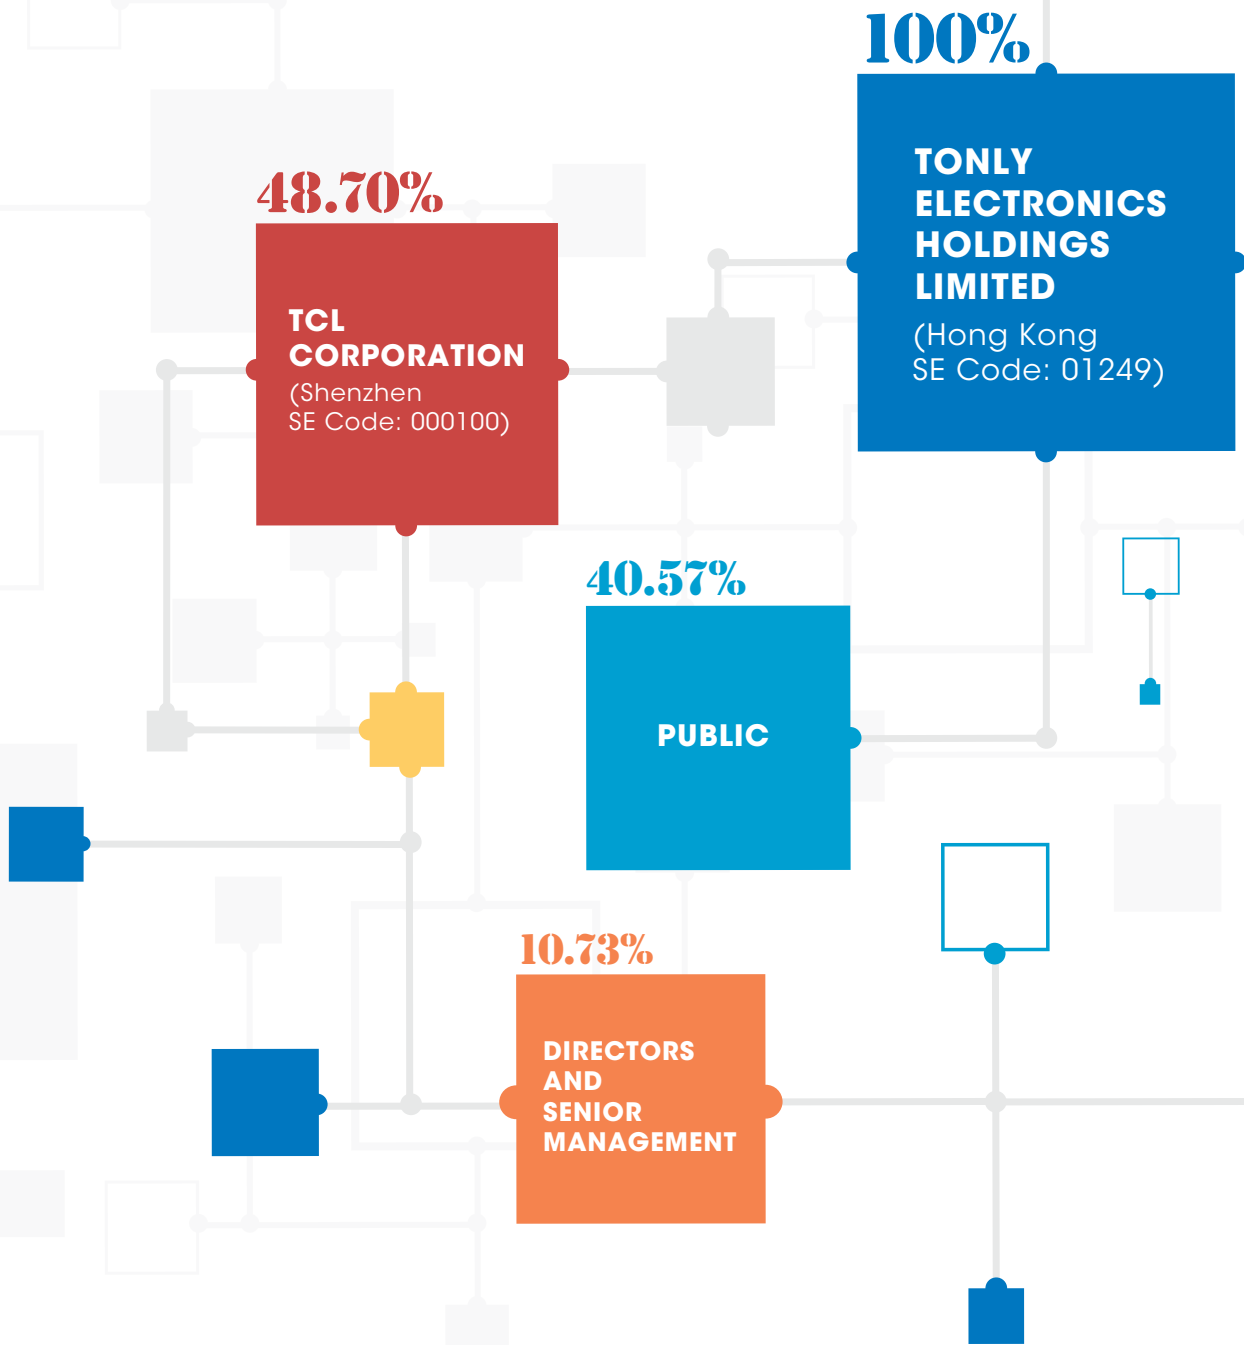 100%
TONLY
ELECTRONICS
HOLDINGS
LIMITED
(Hong Kong
SE Code: 01249)
48.70%
TCL
CORPORATION
(Shenzhen
SE Code: 000100)
40.57%
PUBLIC
10.73%
DIRECTORS
AND
SENIOR
MANAGEMENT